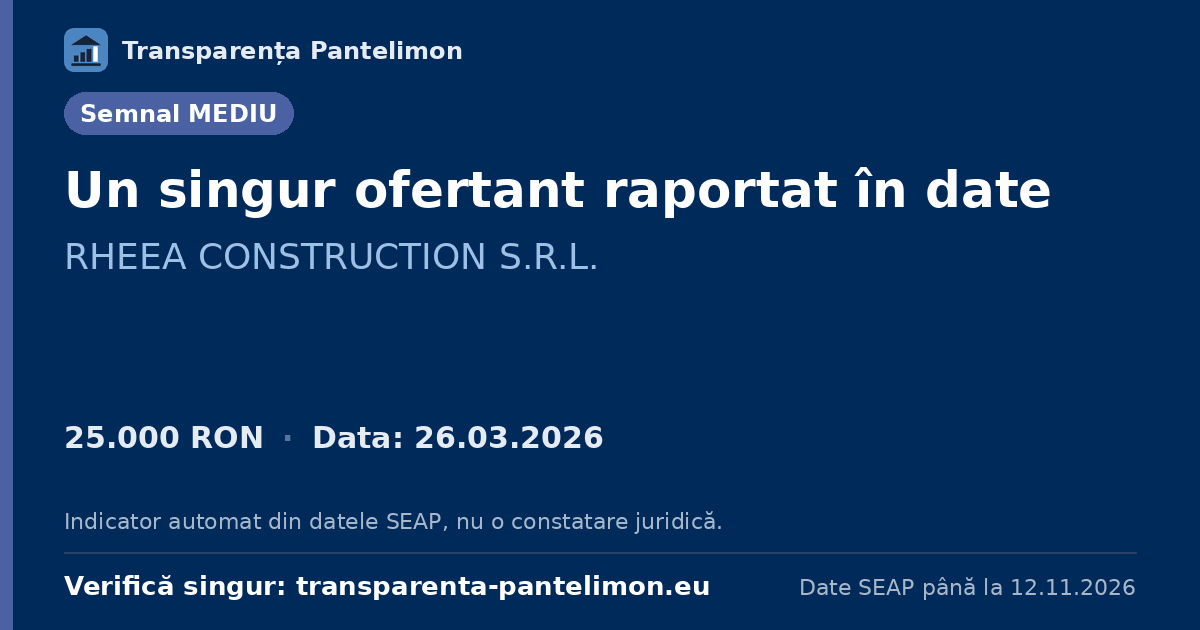 Transparența Pantelimon
Semnal MEDIU
Un singur ofertant raportat în date
RHEEA CONSTRUCTION S.R.L.
25.000 RON · Data: 26.03.2026
Indicator automat din datele SEAP, nu o constatare juridică.
Verifică singur: transparenta-pantelimon.eu
Date SEAP până la 12.11.2026